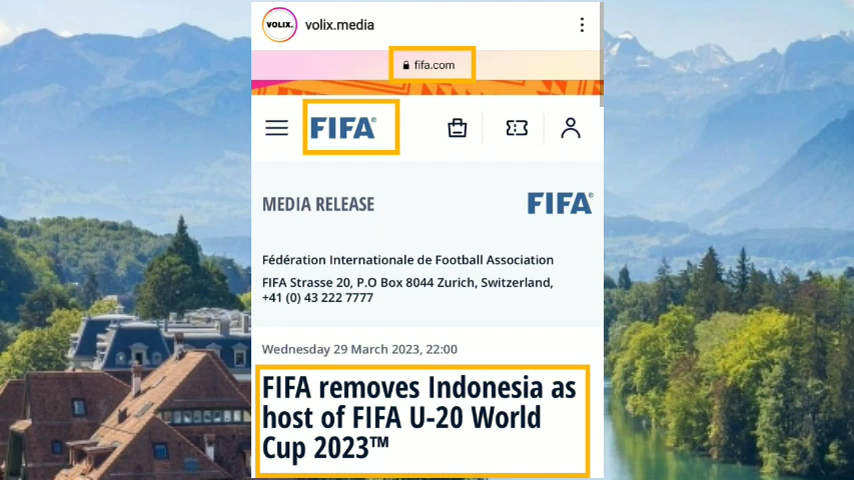 VOLIX.
volix.media
fifa.com
FIFA®
MEDIA RELEASE
FIFA®
Fédération Internationale de Football Association
FIFA Strasse 20, P.O Box 8044 Zurich, Switzerland,
+41 (0) 43 222 7777
Wednesday 29 March 2023, 22:00
FIFA removes Indonesia as
host of FIFA U-20 World
Cup 2023™